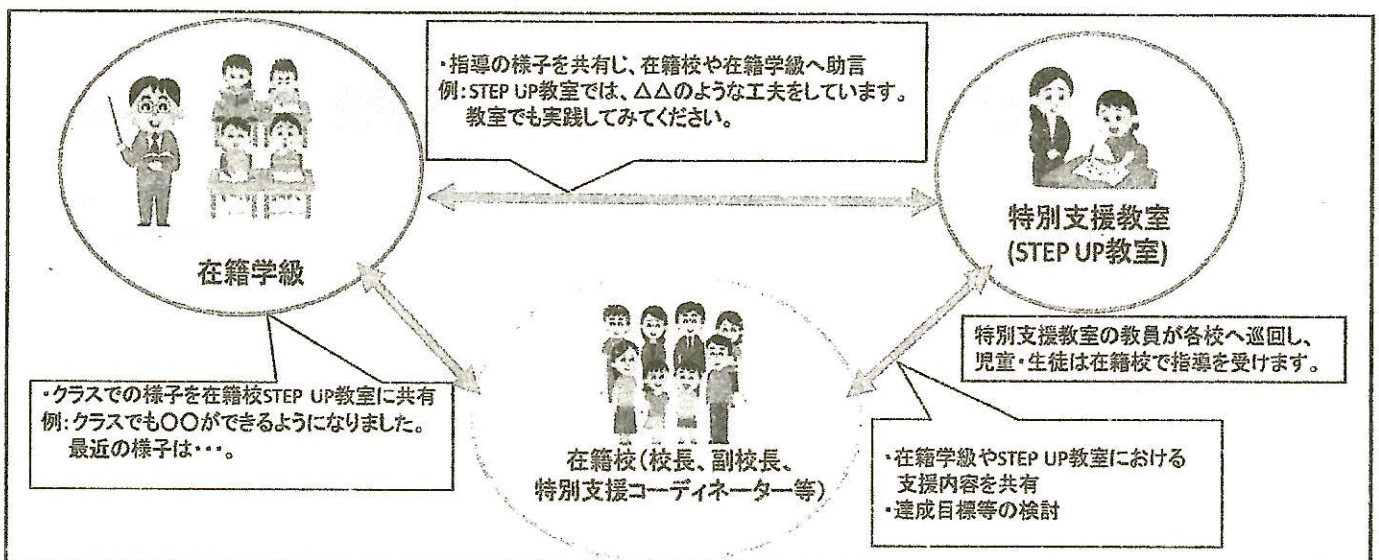 ・指導の様子を共有じ、在籍校や在籍学級へ助言
例:STEP UP教室では、△△のような工夫をしています。
教室でも実践してみてください。
在籍学級
特別支援教室
(STEP UP教室)
特別支援教室の教員が各校へ巡回し、
児童・生徒は在籍校で指導を受けます。
・クラスでの様子を在籍校STEP UP教室に共有
例:クラスでも〇〇ができるようになりました。
最近の様子は・・・。
在籍校(校長、副校長、
特別支援コーディネーター等)
・在籍学級やSTEP UP教室における
支援内容を共有
・達成目標等の検討